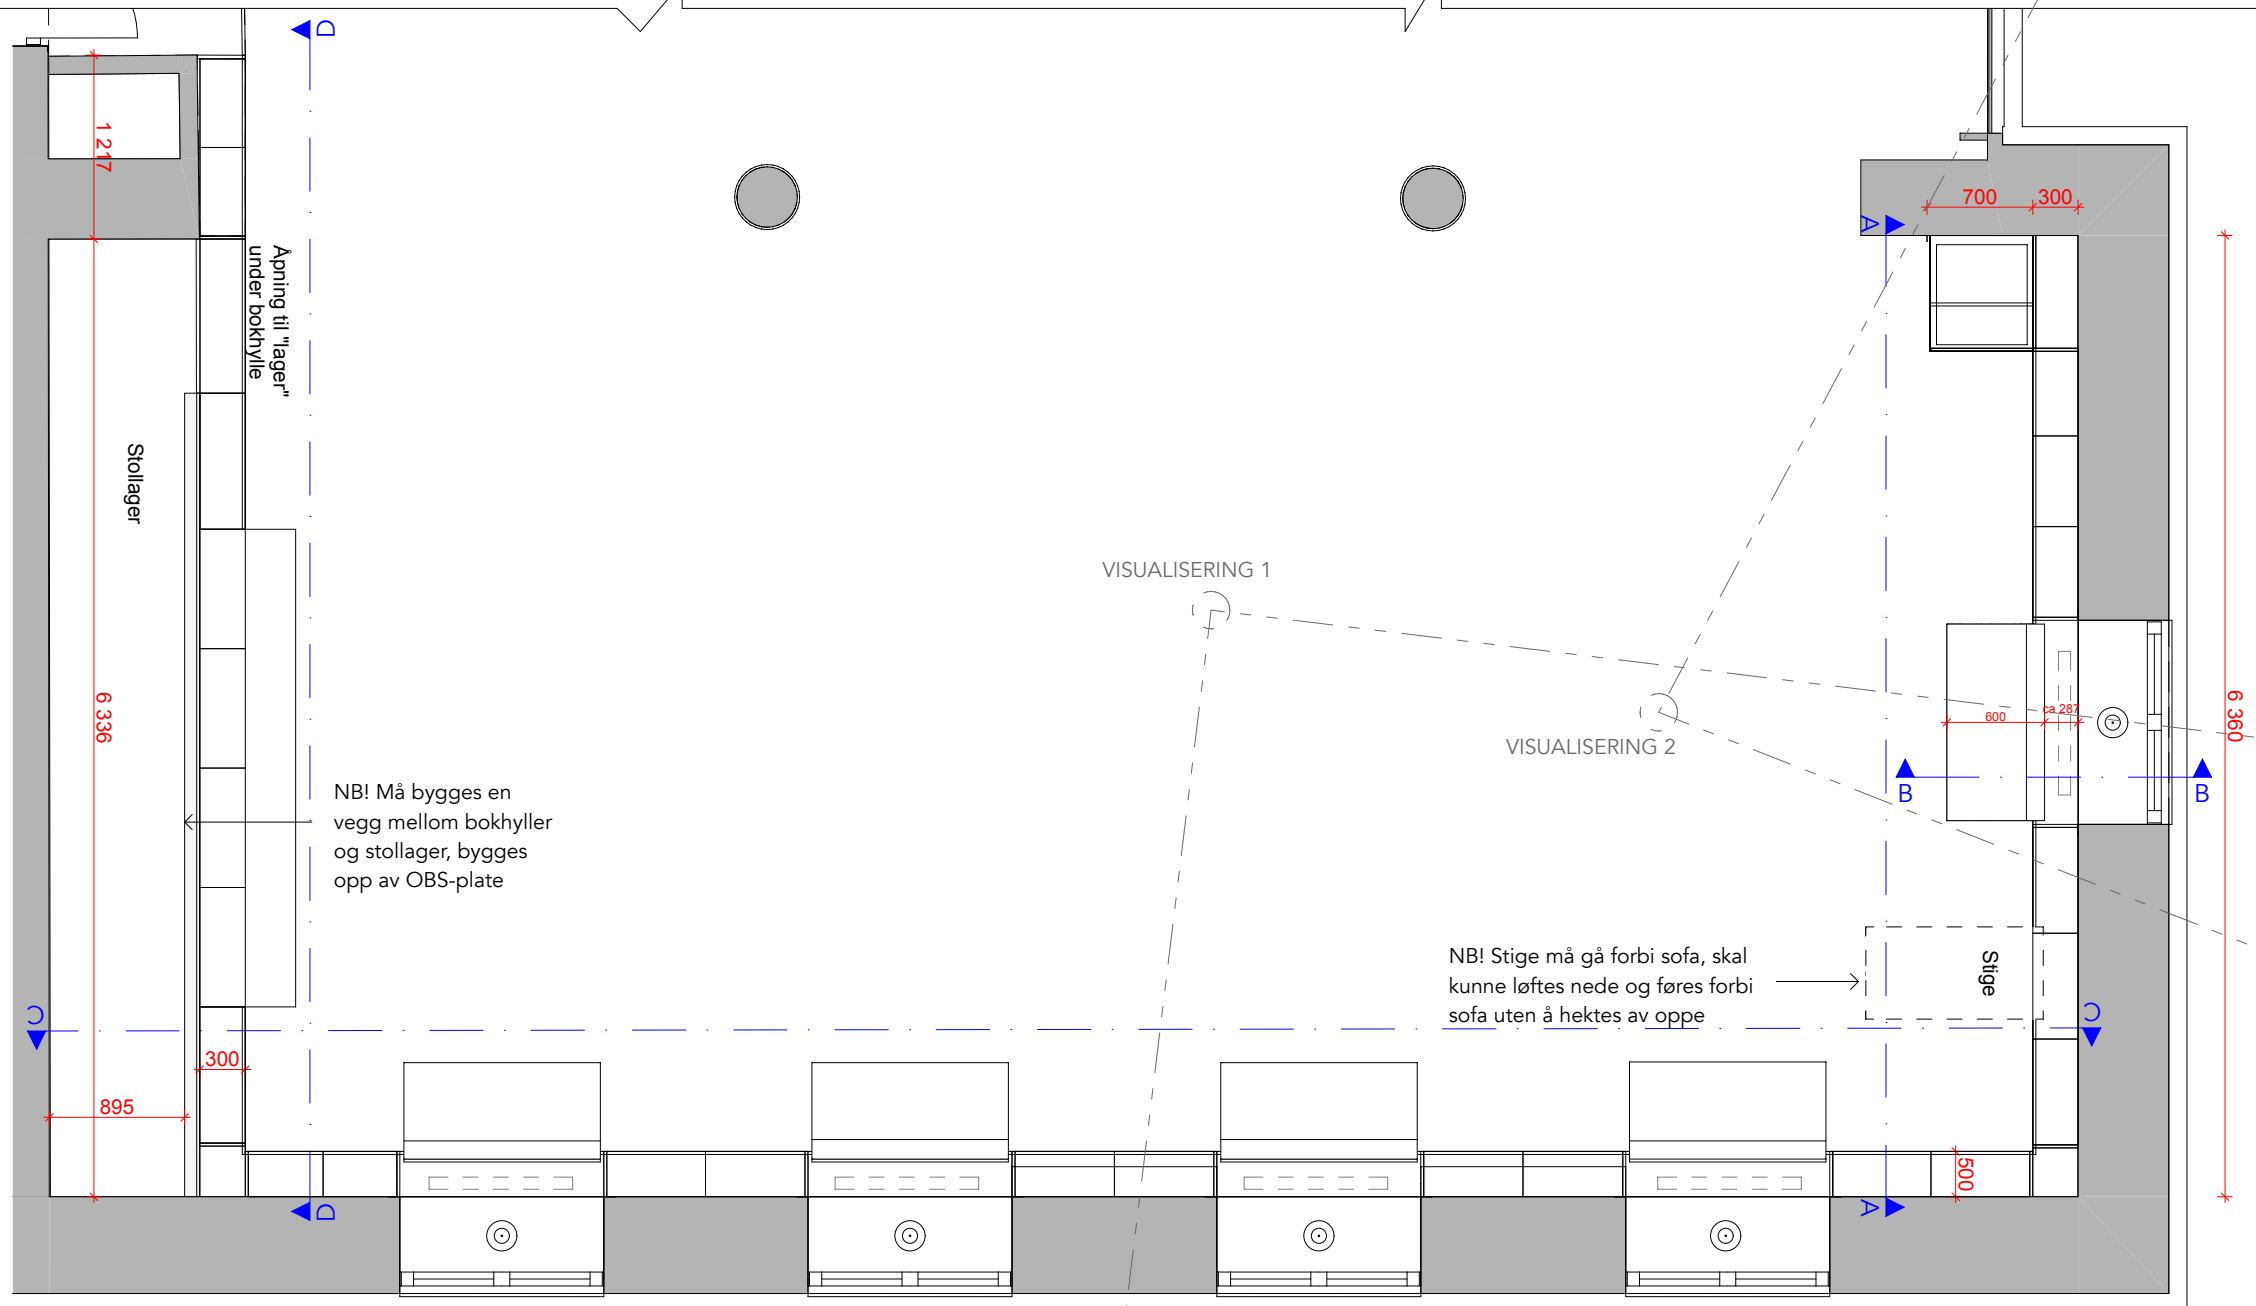 D
1 217
700
300
A
Åpning til "lager"
under bokhylle
Stollager
VISUALISERING 1
6 336
6 360
ca 287
600
VISUALISERING 2
B
B
NB! Må bygges en
vegg mellom bokhyller
og stollager, bygges
opp av OBS-plate
NB! Stige må gå forbi sofa, skal
kunne løftes nede og føres forbi
sofa uten å hektes av oppe
Stige
C
C
300
895
500
D
A